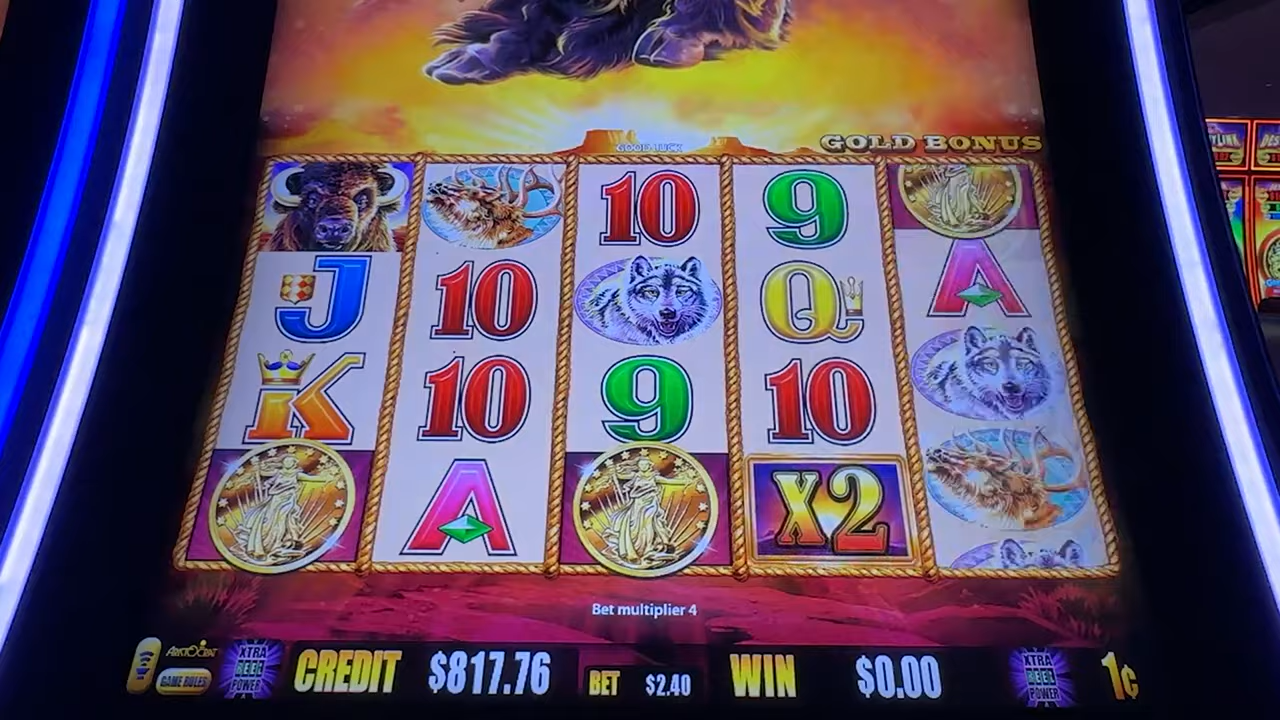 GOOD LUCK
GOLD BONUS
10 9
J 10 Q A
K 10 9 10
A X2
Bet multiplier 4
ARISTOCRAT
GAME RULES
XTRA
REEL
POWER
CREDIT $817.76 BET $2.40 WIN $0.00
XTRA
REEL
POWER
1¢